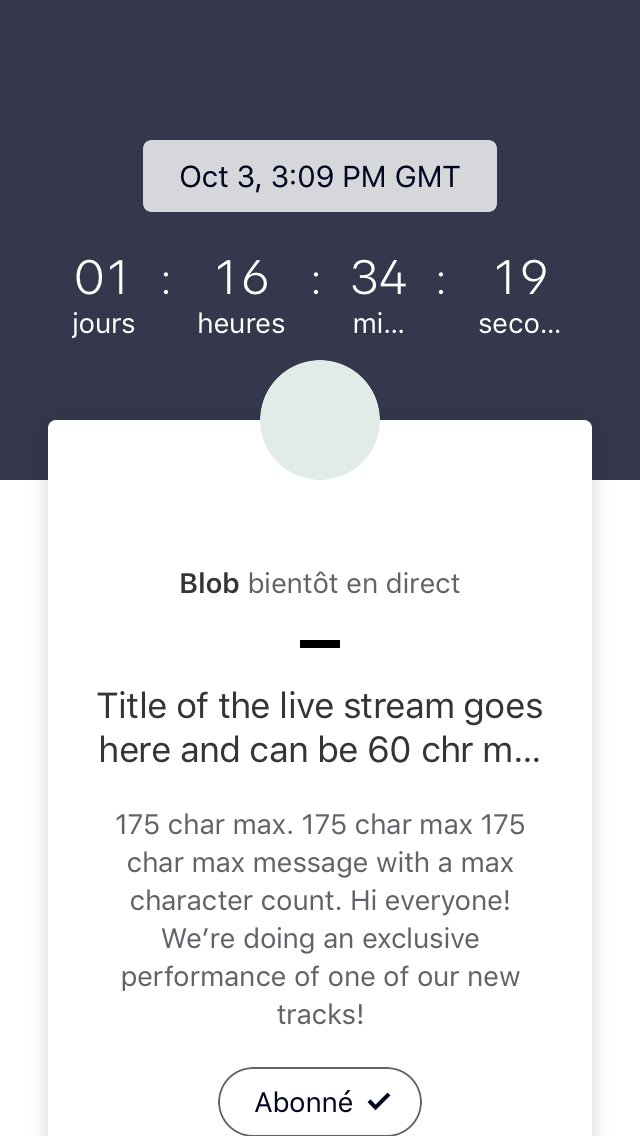 Oct 3, 3:09 PM GMT
01 : 16 : 34 : 19
jours heures mi... seco...
Blob bientôt en direct
Title of the live stream goes
here and can be 60 chr m...
175 char max. 175 char max 175
char max message with a max
character count. Hi everyone!
We’re doing an exclusive
performance of one of our new
tracks!
Abonné